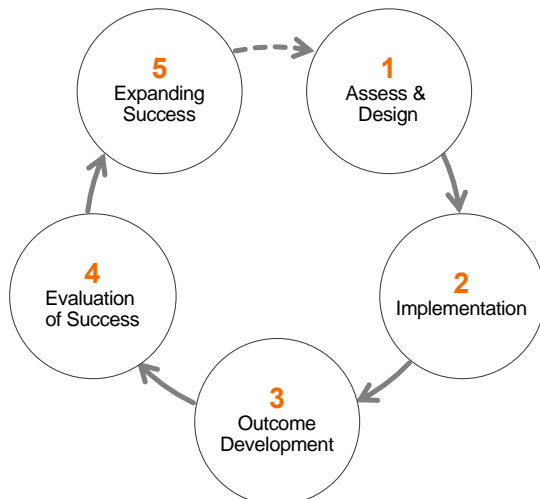 1
Assess &
Design
2
Implementation
3
Outcome
Development
4
Evaluation
of Success
5
Expanding
Success